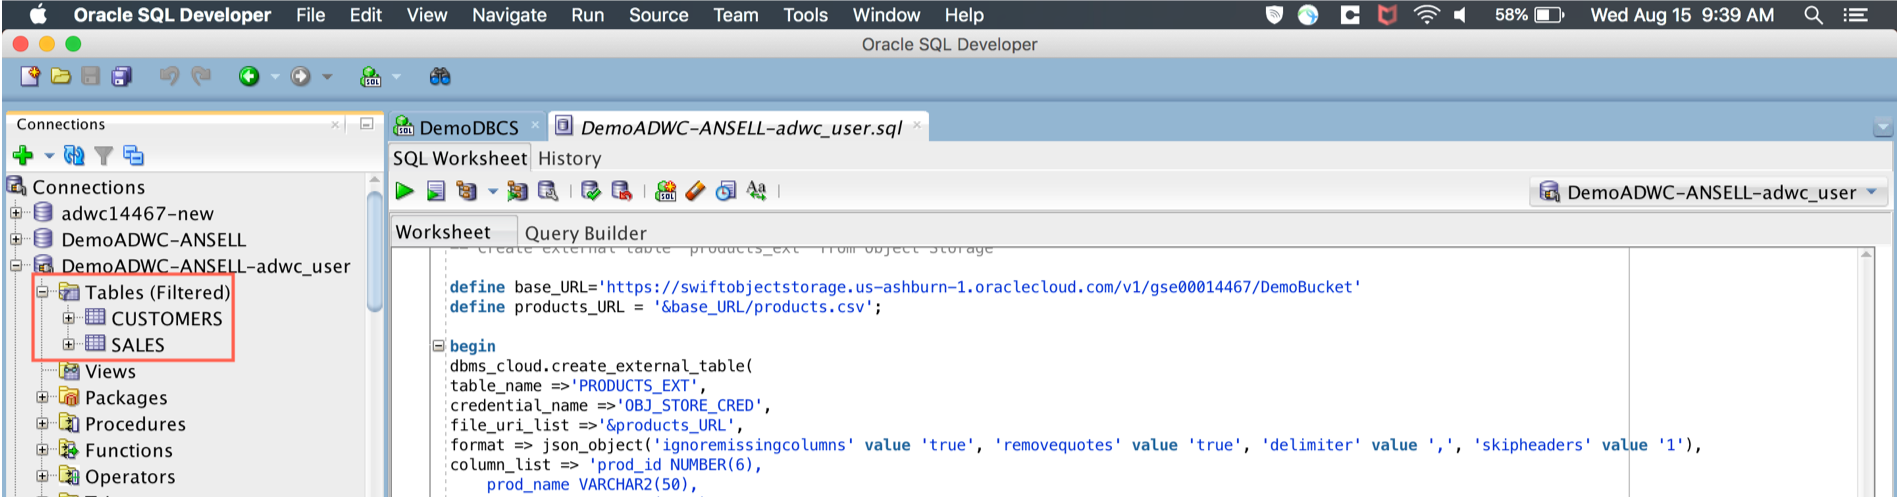 Oracle SQL Developer File Edit View Navigate Run Source Team Tools Window Help 58% Wed Aug 15 9:39 AM
Oracle SQL Developer
Connections
DemoDBCS
DemoADWC-ANSELL-adwc_user.sql
SQL Worksheet History
DemoADWC-ANSELL-adwc_user
Worksheet Query Builder
Connections
adwc14467-new
DemoADWC-ANSELL
DemoADWC-ANSELL-adwc_user
Tables (Filtered)
CUSTOMERS
SALES
Views
Packages
Procedures
Functions
Operators
-- Create external table "products_ext" from Object Storage
define base_URL='https://swiftobjectstorage.us-ashburn-1.oraclecloud.com/v1/gse00014467/DemoBucket'
define products_URL = '&base_URL/products.csv';
begin
dbms_cloud.create_external_table(
table_name =>'PRODUCTS_EXT',
credential_name =>'OBJ_STORE_CRED',
file_uri_list =>'&products_URL',
format => json_object('ignoremissingcolumns' value 'true', 'removequotes' value 'true', 'delimiter' value ',', 'skipheaders' value '1'),
column_list => 'prod_id NUMBER(6),
prod_name VARCHAR2(50),